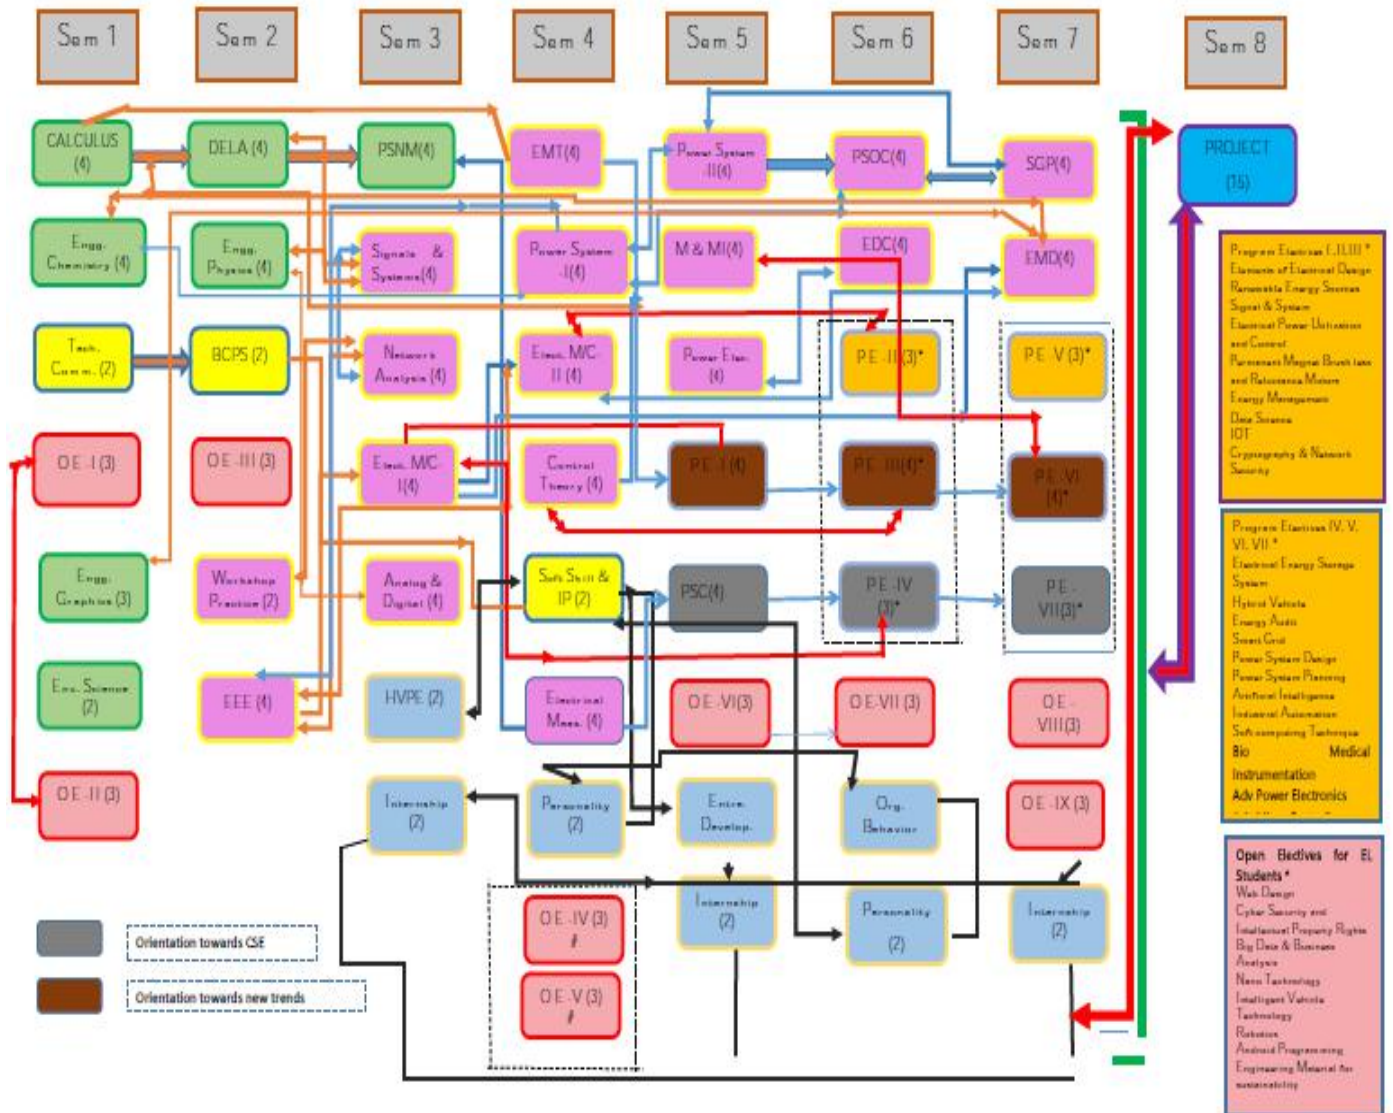 Sem 1
Sem 2
Sem 3
Sem 4
Sem 5
Sem 6
Sem 7
Sem 8
CALCULUS
(4)
DELA (4)
PSNM(4)
EMT(4)
Power System
-II(4)
PSOC(4)
SGP(4)
PROJECT
(15)
Engg.
Chemistry (4)
Engg.
Physics (4)
Signals &
Systems(4)
Power System
-I(4)
M & MI(4)
EDC(4)
EMD(4)
Tech.
Comm. (2)
BCPS (2)
Network
Analysis (4)
Elect. M/C-
II (4)
Power Elec.
(4)
PE-II(3)*
PE-V (3)*
OE-I (3)
OE-III (3)
Elect. M/C-
I(4)
Control
Theory (4)
PE-I (4)
PE-III(4)*
PE-VI
(4)*
Engg.
Graphics (3)
Workshop
Practice (2)
Analog &
Digital (4)
Soft Skill &
IP (2)
PSC(4)
PE-IV
(3)*
PE-
VII(3)*
Env. Science
(2)
EEE (4)
HVPE (2)
Electrical
Meas. (4)
OE-VI(3)
OE-VII (3)
OE-
VIII(3)
OE-II (3)
Internship
(2)
Personality
(2)
Entre.
Develop.
Org.
Behavior
OE-IX (3)
OE-IV (3)
#
OE-V (3)
#
Internship
(2)
Personality
(2)
Internship
(2)
Orientation towards CSE
Orientation towards new trends
Program Electives I,II,III *
Elements of Electrical Design
Renewable Energy Sources
Signal & System
Electrical Power Utilization
and Control
Permanent Magnet Brush less
and Reluctance Motors
Energy Management
Data Science
IOT
Cryptography & Network
Security
Program Electives IV, V,
VI, VII *
Electrical Energy Storage
System
Hybrid Vehicle
Energy Audit
Smart Grid
Power System Design
Power System Planning
Artificial Intelligence
Industrial Automation
Soft computing Technique
Bio Medical
Instrumentation
Adv Power Electronics
Open Electives for EL
Students *
Web Design
Cyber Security and
Intellectual Property Rights
Big Data & Business
Analysis
Nano Technology
Intelligent Vehicle
Technology
Robotics
Android Programming
Engineering Material for
sustainability